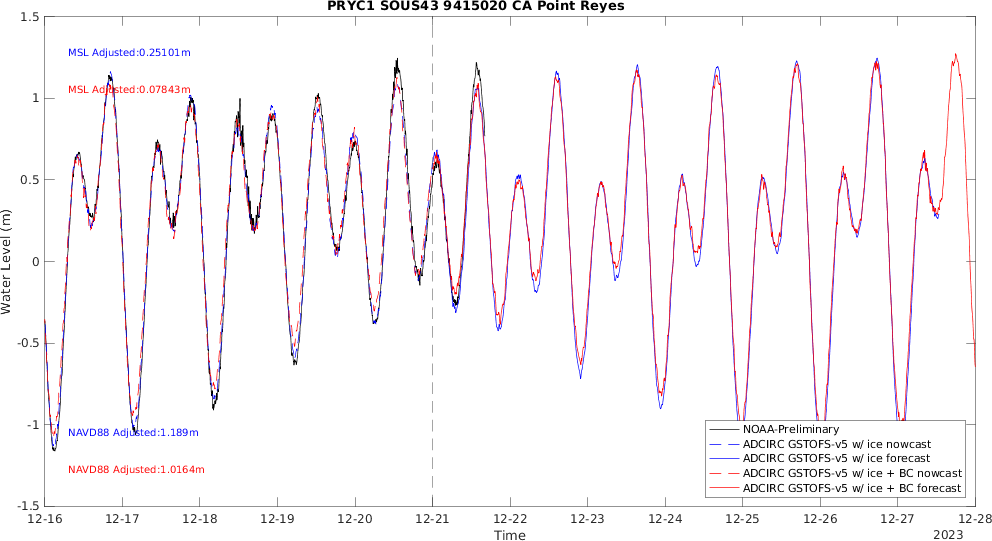 PRYC1 SOUS43 9415020 CA Point Reyes
1.5
1
0.5
0
-0.5
-1
-1.5
Water Level (m)
MSL Adjusted:0.25101m
MSL Adjusted:0.07843m
NAVD88 Adjusted:1.189m
NAVD88 Adjusted:1.0164m
NOAA-Preliminary
ADCIRC GSTOFS-v5 w/ ice nowcast
ADCIRC GSTOFS-v5 w/ ice forecast
ADCIRC GSTOFS-v5 w/ ice + BC nowcast
ADCIRC GSTOFS-v5 w/ ice + BC forecast
12-16 12-17 12-18 12-19 12-20 12-21 12-22 12-23 12-24 12-25 12-26 12-27 12-28
Time
2023